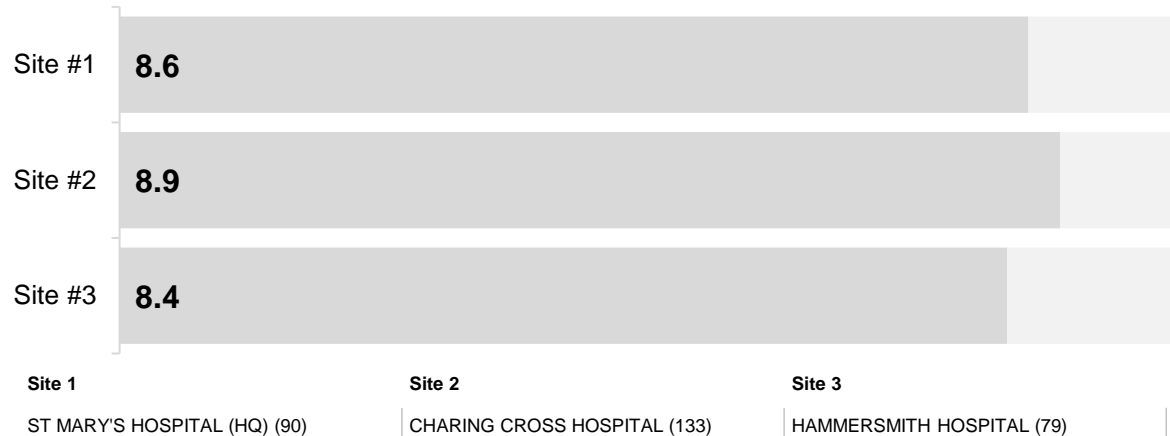 Site #1 8.6
Site #2 8.9
Site #3 8.4
Site 1 Site 2 Site 3
ST MARY'S HOSPITAL (HQ) (90) CHARING CROSS HOSPITAL (133) HAMMERSMITH HOSPITAL (79)